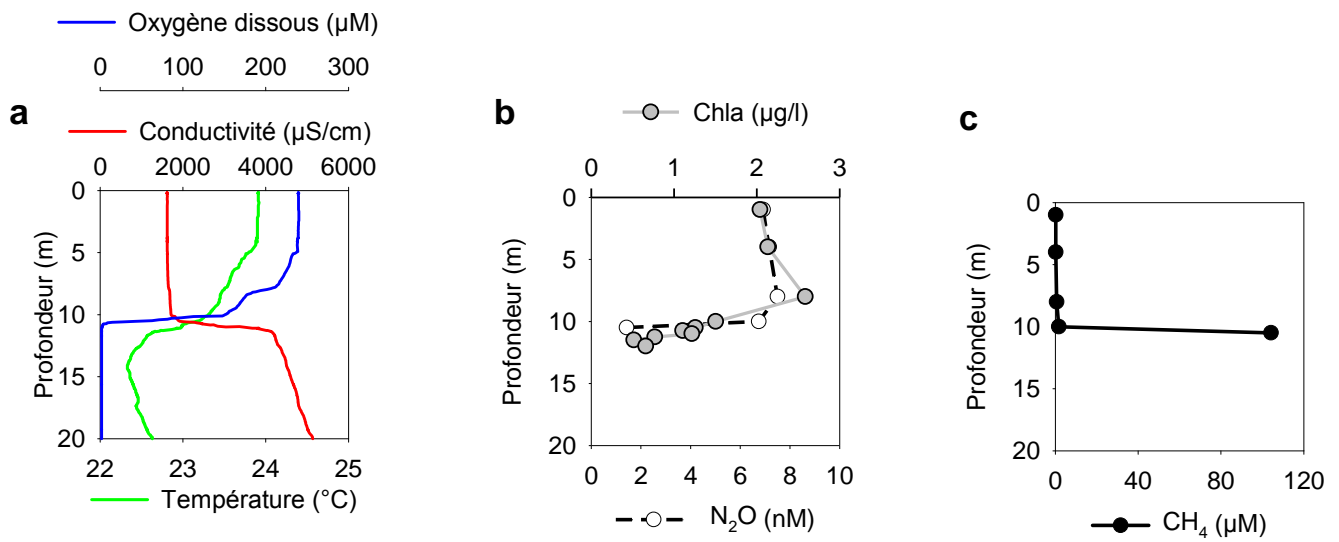 Oxygène dissous (µM)
0 100 200 300
a
Conductivité (µS/cm)
0 2000 4000 6000
Profondeur (m)
0
5
10
15
20
22 23 24 25
Température (°C)
b
Chla (µg/l)
0 1 2 3
Profondeur (m)
0
5
10
15
20
0 2 4 6 8 10
N₂O (nM)
c
Profondeur (m)
0
5
10
15
20
0 40 80 120
CH₄ (µM)